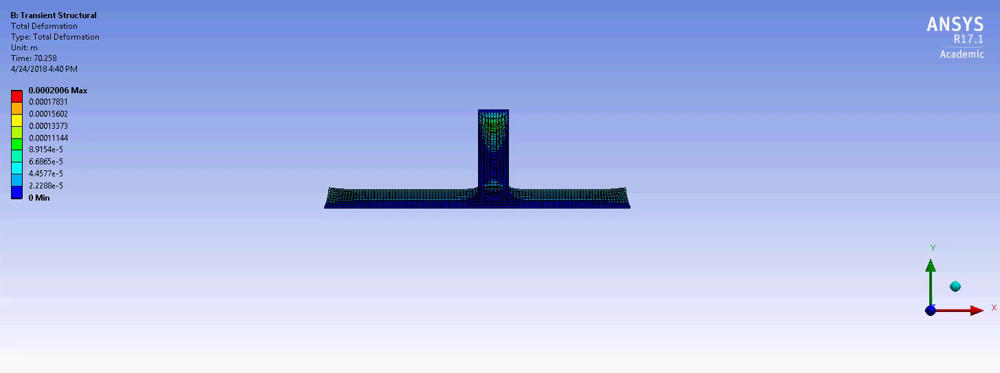 B: Transient Structural
Total Deformation
Type: Total Deformation
Unit: m
Time: 70.258
4/24/2018 4:40 PM
0.0002006 Max
0.00017831
0.00015602
0.00013373
0.00011144
8.9154e-5
6.6865e-5
4.4577e-5
2.2288e-5
0 Min
ANSYS
R17.1
Academic
Y
X